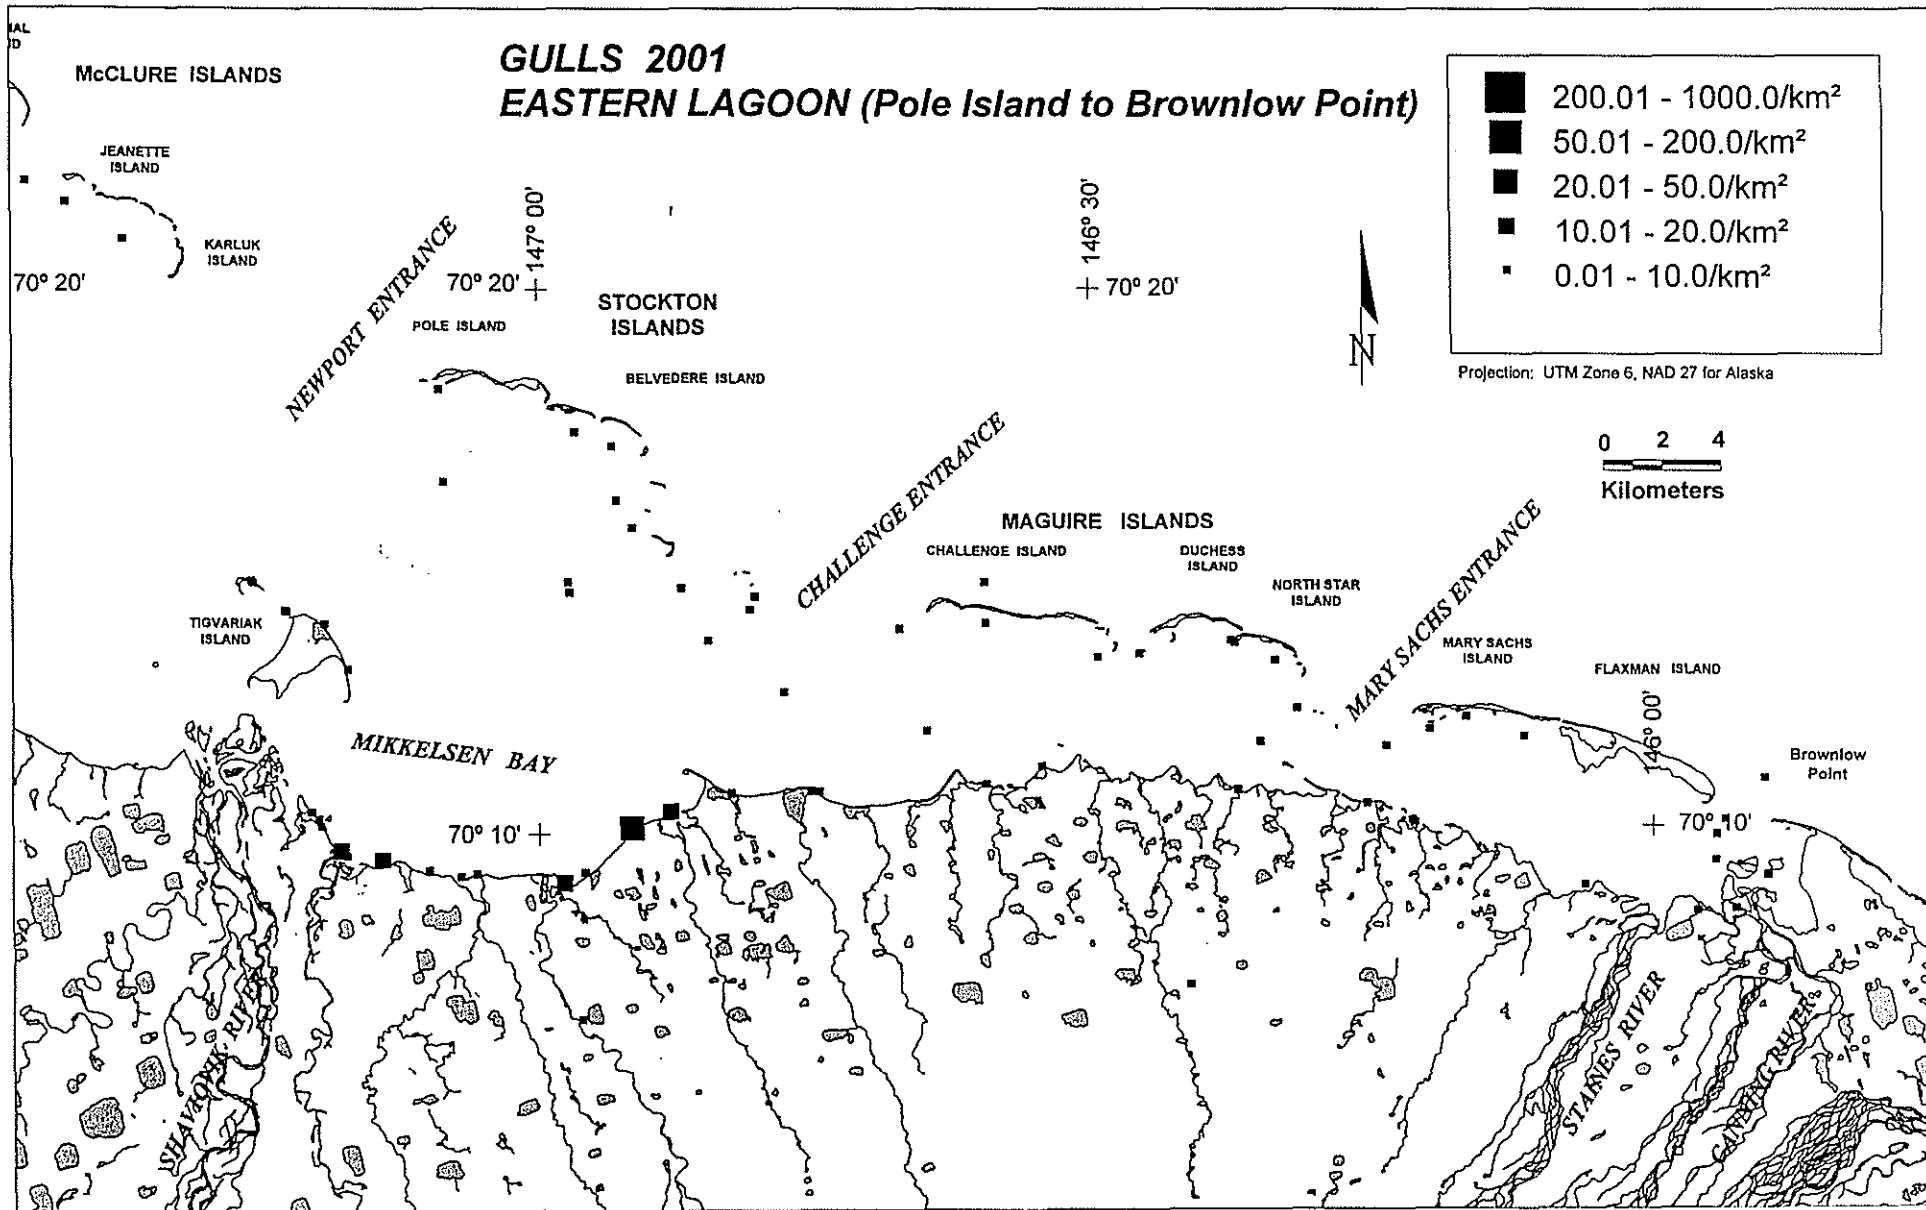 GULLS 2001
EASTERN LAGOON (Pole Island to Brownlow Point)
200.01 - 1000.0/km²
50.01 - 200.0/km²
20.01 - 50.0/km²
10.01 - 20.0/km²
0.01 - 10.0/km²
Projection: UTM Zone 6, NAD 27 for Alaska
0 2 4
Kilometers
N
McCLURE ISLANDS
JEANETTE
ISLAND
KARLUK
ISLAND
70° 20'
NEWPORT ENTRANCE
147° 00'
70° 20'
146° 30'
70° 20'
STOCKTON
ISLANDS
POLE ISLAND
BELVEDERE ISLAND
CHALLENGE ENTRANCE
MAGUIRE ISLANDS
CHALLENGE ISLAND
DUCHESS
ISLAND
NORTH STAR
ISLAND
MARY SACHS ENTRANCE
MARY SACHS
ISLAND
FLAXMAN ISLAND
146° 00'
Brownlow
Point
70° 10'
TIGVARIAK
ISLAND
MIKKELSEN BAY
70° 10'
SHAVIOVIK RIVER
STAINES RIVER
CANNING RIVER